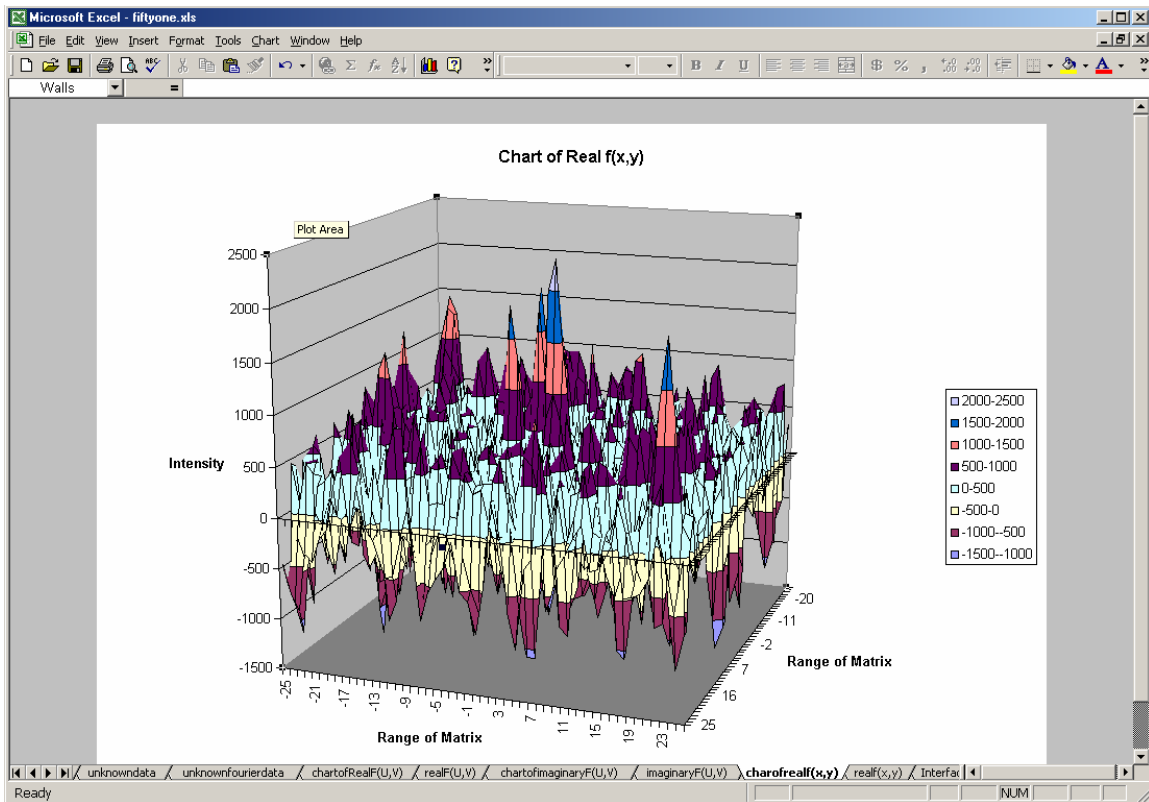 Microsoft Excel - fiftyone.xls
File Edit View Insert Format Tools Chart Window Help
ABC
Σ fx
B I U
$ % ,
A
Walls =
Chart of Real f(x,y)
Plot Area
2500
2000
1500
1000
500
0
-500
-1000
-1500
Intensity
-25 -21 -17 -13 -9 -5 -1 3 7 11 15 19 23
Range of Matrix
-20
-11
-2
7
16
25
Range of Matrix
2000-2500
1500-2000
1000-1500
500-1000
0-500
-500-0
-1000--500
-1500--1000
unknowndata / unknownfourierdata / chartofRealF(U,V) / realF(U,V) / chartofimaginaryF(U,V) / imaginaryF(U,V) \ charofrealf(x,y) / realf(x,y) / Interfac
Ready NUM